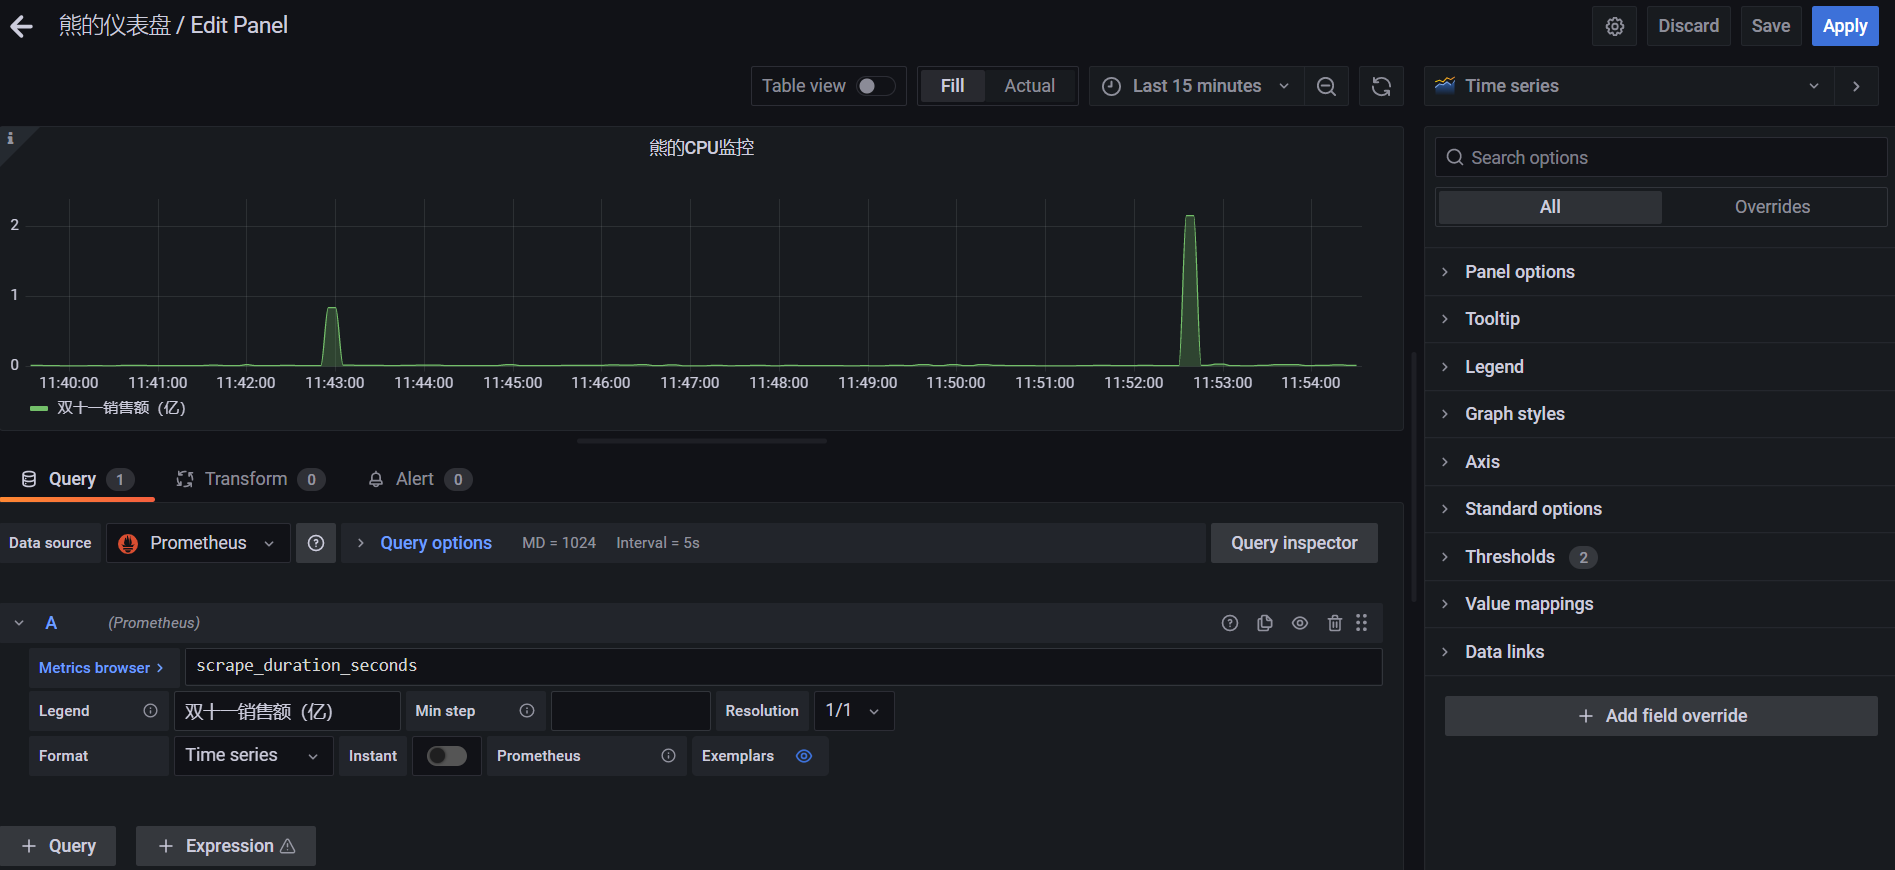 熊的仪表盘 / Edit Panel
Discard
Save
Apply
Table view
Fill
Actual
Last 15 minutes
Time series
熊的CPU监控
2
1
0
11:40:00 11:41:00 11:42:00 11:43:00 11:44:00 11:45:00 11:46:00 11:47:00 11:48:00 11:49:00 11:50:00 11:51:00 11:52:00 11:53:00 11:54:00
双十一销售额（亿）
Search options
All
Overrides
Panel options
Tooltip
Legend
Graph styles
Axis
Standard options
Thresholds 2
Value mappings
Data links
+ Add field override
Query 1
Transform 0
Alert 0
Data source
Prometheus
Query options
MD = 1024
Interval = 5s
Query inspector
A
(Prometheus)
Metrics browser >
scrape_duration_seconds
Legend
双十一销售额（亿）
Min step
Resolution
1/1
Format
Time series
Instant
Prometheus
Exemplars
+ Query
+ Expression